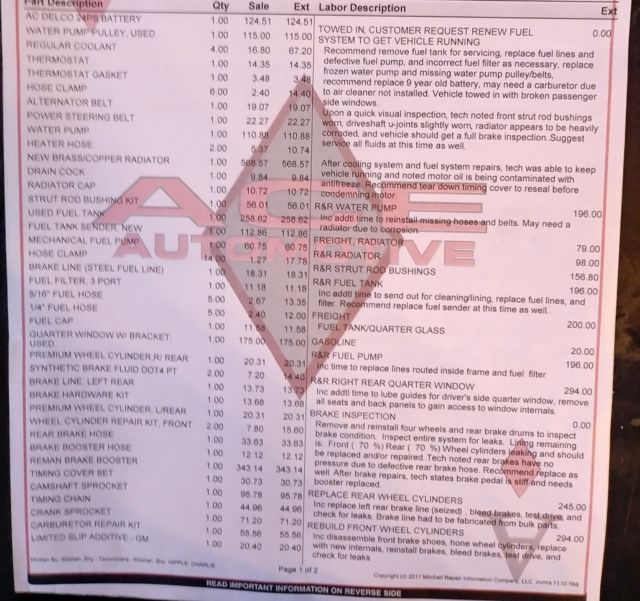 Part Description Qty Sale Ext
AC DELCO 24PS BATTERY 1.00 124.51 124.51
WATER PUMP PULLEY, USED 1.00 115.00 115.00
REGULAR COOLANT 4.00 16.80 67.20
THERMOSTAT 1.00 14.35 14.35
THERMOSTAT GASKET 1.00 3.48 3.48
HOSE CLAMP 6.00 2.40 14.40
ALTERNATOR BELT 1.00 19.07 19.07
POWER STEERING BELT 1.00 22.27 22.27
WATER PUMP 1.00 110.88 110.88
HEATER HOSE 2.00 5.37 10.74
NEW BRASS/COPPER RADIATOR 1.00 568.57 568.57
DRAIN COCK 1.00 9.84 9.84
RADIATOR CAP 1.00 10.72 10.72
STRUT ROD BUSHING KIT 1.00 56.01 56.01
USED FUEL TANK 1.00 258.62 258.62
FUEL TANK SENDER, NEW 1.00 112.86 112.86
MECHANICAL FUEL PUMP 1.00 60.75 60.75
HOSE CLAMP 14.00 1.27 17.78
BRAKE LINE (STEEL FUEL LINE) 1.00 18.31 18.31
FUEL FILTER, 3 PORT 1.00 11.18 11.18
5/16" FUEL HOSE 5.00 2.67 13.35
1/4" FUEL HOSE 5.00 2.40 12.00
FUEL CAP 1.00 11.58 11.58
QUARTER WINDOW W/ BRACKET, 1.00 175.00 175.00
USED
PREMIUM WHEEL CYLINDER,R/ REAR 1.00 20.31 20.31
SYNTHETIC BRAKE FLUID DOT4 PT 2.00 7.20 14.40
BRAKE LINE, LEFT REAR 1.00 13.73 13.73
BRAKE HARDWARE KIT 1.00 13.68 13.68
PREMIUM WHEEL CYLINDER, L/REAR 1.00 20.31 20.31
WHEEL CYLINDER REPAIR KIT, FRONT 2.00 7.80 15.60
REAR BRAKE HOSE 1.00 33.63 33.63
BRAKE BOOSTER HOSE 1.00 12.12 12.12
REMAN BRAKE BOOSTER 1.00 343.14 343.14
TIMING COVER SET 1.00 30.73 30.73
CAMSHAFT SPROCKET 1.00 95.78 95.78
TIMING CHAIN 1.00 44.96 44.96
CRANK SPROCKET 1.00 71.20 71.20
CARBURETOR REPAIR KIT 1.00 55.56 55.56
LIMITED SLIP ADDITIVE - GM 1.00 20.40 20.40
Labor Description Ext
TOWED IN, CUSTOMER REQUEST RENEW FUEL 0.00
SYSTEM TO GET VEHICLE RUNNING
Recommend remove fuel tank for servicing, replace fuel lines and
defective fuel pump, and incorrect fuel filter as necessary, replace
frozen water pump and missing water pump pulley/belts,
recommend replace 9 year old battery, may need a carburetor due
to air cleaner not installed. Vehicle towed in with broken passenger
side windows.
Upon a quick visual inspection, tech noted front strut rod bushings
worn, driveshaft u-joints slightly worn, radiator appears to be heavily
corroded, and vehicle should get a full brake inspection. Suggest
service all fluids at this time as well.
After cooling system and fuel system repairs, tech was able to keep
vehicle running and noted motor oil is being contaminated with
antifreeze. Recommend tear down timing cover to reseal before
condemning motor.
R&R WATER PUMP 196.00
Inc addtl time to reinstall missing hoses and belts. May need a
radiator due to corrosion.
FREIGHT, RADIATOR 79.00
R&R RADIATOR 98.00
R&R STRUT ROD BUSHINGS 156.80
R&R FUEL TANK 196.00
Inc addtl time to send out for cleaning/lining, replace fuel lines, and
filter. Recommend replace fuel sender at this time as well.
FREIGHT 200.00
FUEL TANK/QUARTER GLASS
GASOLINE 20.00
R&R FUEL PUMP 196.00
Inc time to replace lines routed inside frame and fuel filter
R&R RIGHT REAR QUARTER WINDOW 294.00
Inc addtl time to lube guides for driver's side quarter window, remove
all seats and back panels to gain access to window internals.
BRAKE INSPECTION 0.00
Remove and reinstall four wheels and rear brake drums to inspect
brake condition. Inspect entire system for leaks. Lining remaining
is: Front ( 70 %) Rear ( 70 %) Wheel cylinders leaking and should
be replaced and/or repaired. Tech noted rear brakes have no
pressure due to defective rear brake hose. Recommend replace as
well. After brake repairs, tech states brake pedal is stiff and needs
booster replaced.
REPLACE REAR WHEEL CYLINDERS 245.00
Inc replace left rear brake line (seized) , bleed brakes, test drive, and
check for leaks. Brake line had to be fabricated from bulk parts.
REBUILD FRONT WHEEL CYLINDERS 294.00
Inc disassemble front brake shoes, hone wheel cylinders, replace
with new internals, reinstall brakes, bleed brakes, test drive, and
check for leaks
ACE
AUTOMOTIVE
A
Page 1 of 2
READ IMPORTANT INFORMATION ON REVERSE SIDE